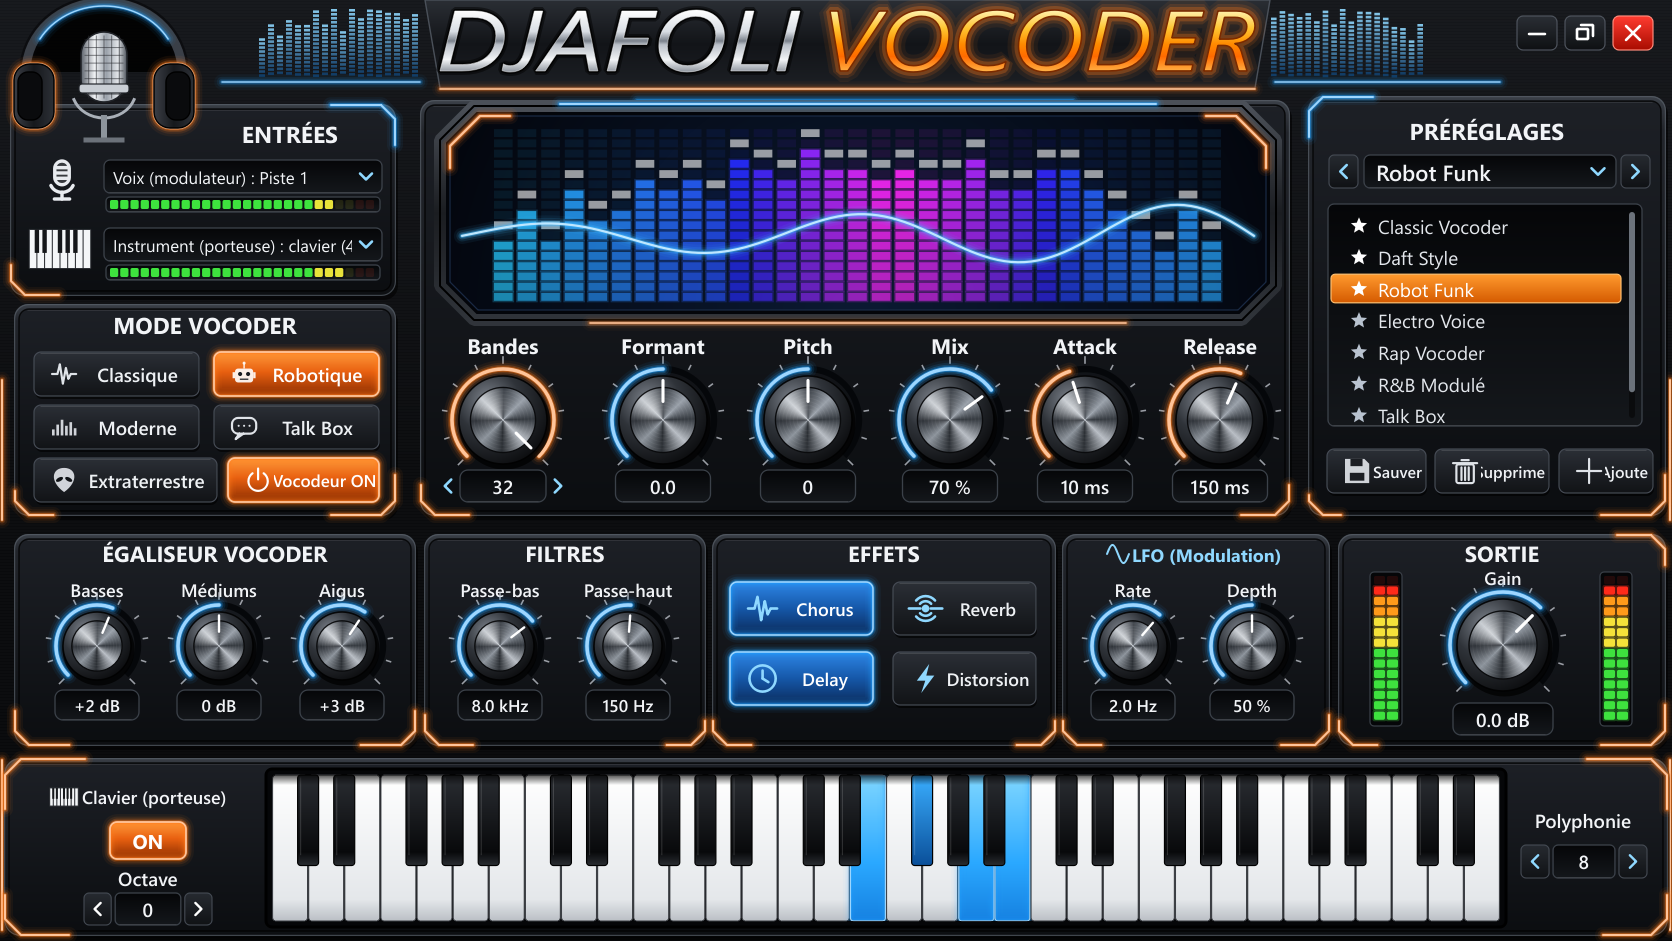 DJAFOLI VOCODER
ENTRÉES
Voix (modulateur) : Piste 1
Instrument (porteuse) : clavier (4
MODE VOCODER
Classique
Robotique
Moderne
Talk Box
Extraterrestre
Vocodeur ON
Bandes
Formant
Pitch
Mix
Attack
Release
32
0.0
0
70 %
10 ms
150 ms
PRÉRÉGLAGES
Robot Funk
Classic Vocoder
Daft Style
Robot Funk
Electro Voice
Rap Vocoder
R&B Modulé
Talk Box
Sauver
Supprime
Ajoute
ÉGALISEUR VOCODER
Basses
Médiums
Aigus
+2 dB
0 dB
+3 dB
FILTRES
Passe-bas
Passe-haut
8.0 kHz
150 Hz
EFFETS
Chorus
Reverb
Delay
Distorsion
LFO (Modulation)
Rate
Depth
2.0 Hz
50 %
SORTIE
Gain
0.0 dB
Clavier (porteuse)
ON
Octave
0
Polyphonie
8